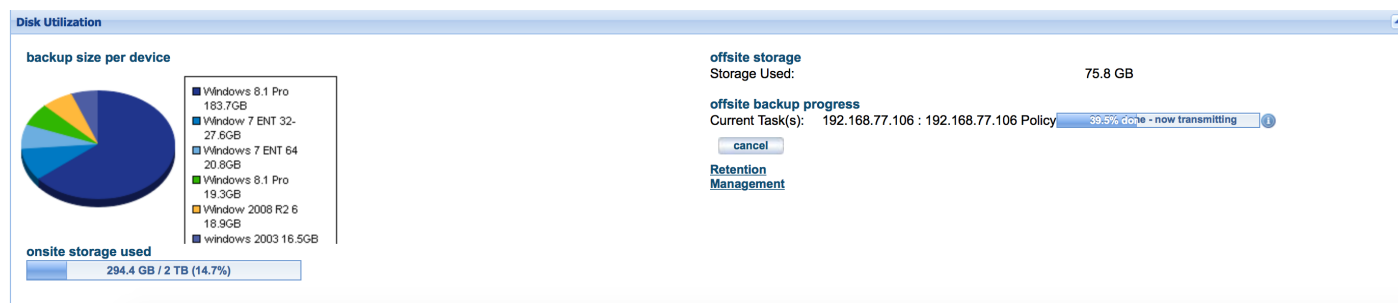 Disk Utilization
backup size per device
Windows 8.1 Pro
183.7GB
Window 7 ENT 32-
27.6GB
Windows 7 ENT 64
20.8GB
Windows 8.1 Pro
19.3GB
Window 2008 R2 6
18.9GB
windows 2003 16.5GB
onsite storage used
294.4 GB / 2 TB (14.7%)
offsite storage
Storage Used: 75.8 GB
offsite backup progress
Current Task(s): 192.168.77.106 : 192.168.77.106 Policy 39.5% done - now transmitting
cancel
Retention
Management